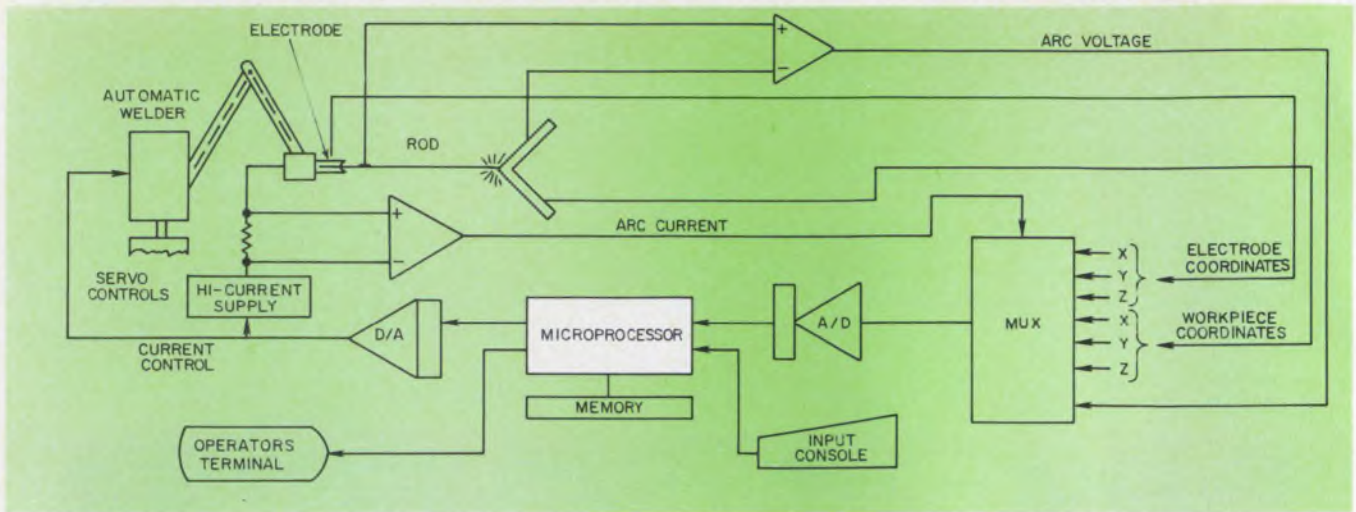 ELECTRODE
ARC VOLTAGE
AUTOMATIC
WELDER
ROD
+
−
+
−
ARC CURRENT
SERVO
CONTROLS
HI-CURRENT
SUPPLY
CURRENT
CONTROL
D/A
MICROPROCESSOR
MEMORY
A/D
MUX
X
Y
Z
ELECTRODE
COORDINATES
X
Y
Z
WORKPIECE
COORDINATES
OPERATORS
TERMINAL
INPUT
CONSOLE